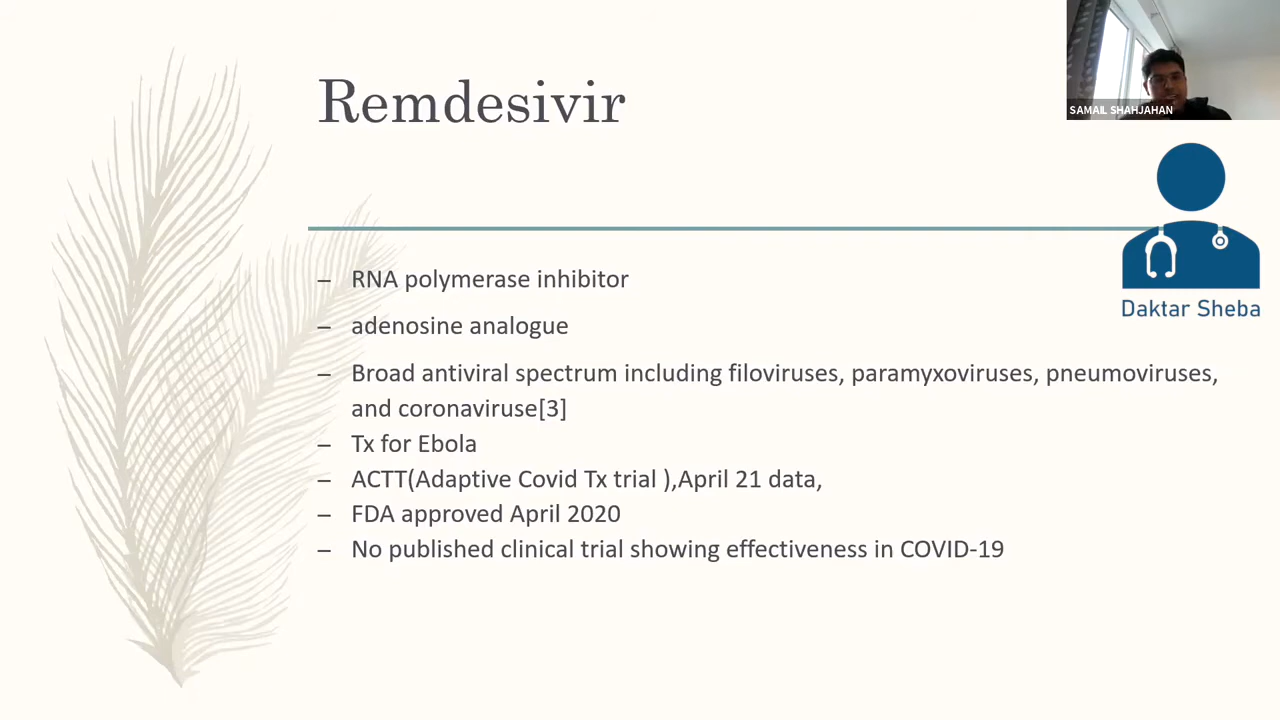 Remdesivir
SAMAIL SHAHJAHAN
Daktar Sheba
– RNA polymerase inhibitor
– adenosine analogue
– Broad antiviral spectrum including filoviruses, paramyxoviruses, pneumoviruses,
and coronaviruse[3]
– Tx for Ebola
– ACTT(Adaptive Covid Tx trial ),April 21 data,
– FDA approved April 2020
– No published clinical trial showing effectiveness in COVID-19